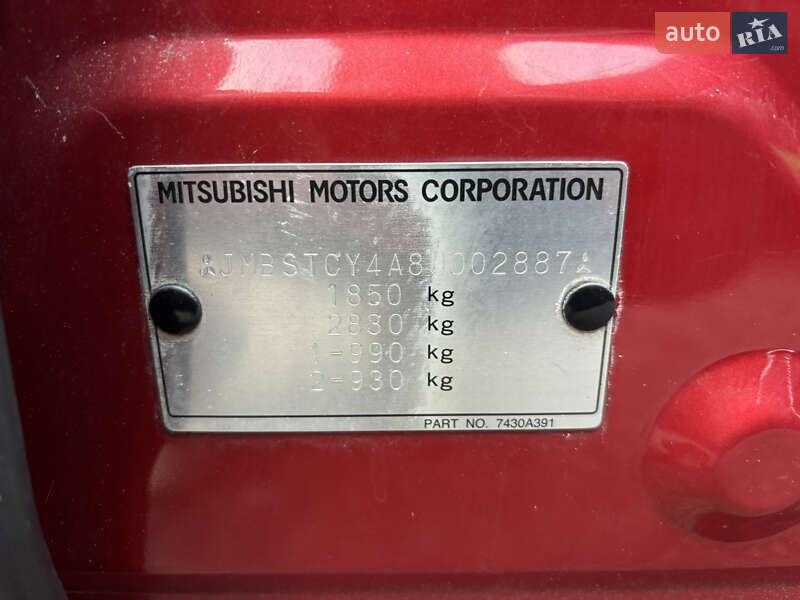 auto RIA.com
MITSUBISHI MOTORS CORPORATION
JMBSTCY4A8U002887
1850 kg
2830 kg
1-990 kg
2-930 kg
PART NO. 7430A391